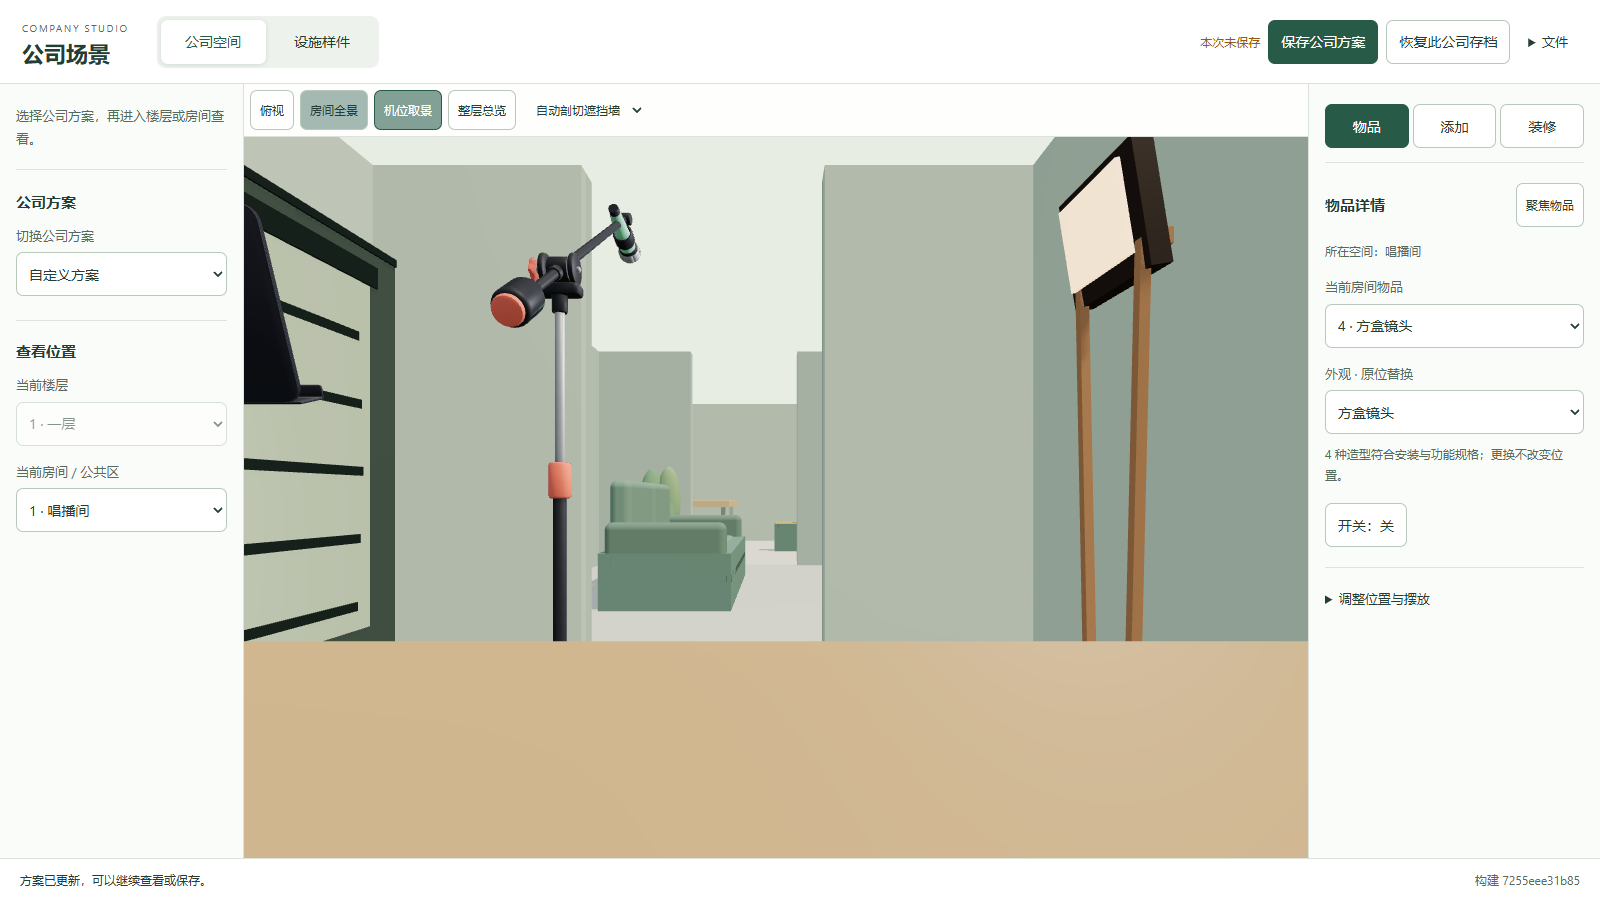 COMPANY STUDIO
公司场景
公司空间
设施样件
本次未保存
保存公司方案
恢复此公司存档
▶ 文件
选择公司方案，再进入楼层或房间查
看。
公司方案
切换公司方案
自定义方案
查看位置
当前楼层
1 · 一层
当前房间 / 公共区
1 · 唱播间
俯视
房间全景
机位取景
整层总览
自动剖切遮挡墙
物品
添加
装修
物品详情
聚焦物品
所在空间：唱播间
当前房间物品
4 · 方盒镜头
外观 · 原位替换
方盒镜头
4 种造型符合安装与功能规格；更换不改变位
置。
开关：关
▶ 调整位置与摆放
方案已更新，可以继续查看或保存。
构建 7255eee31b85